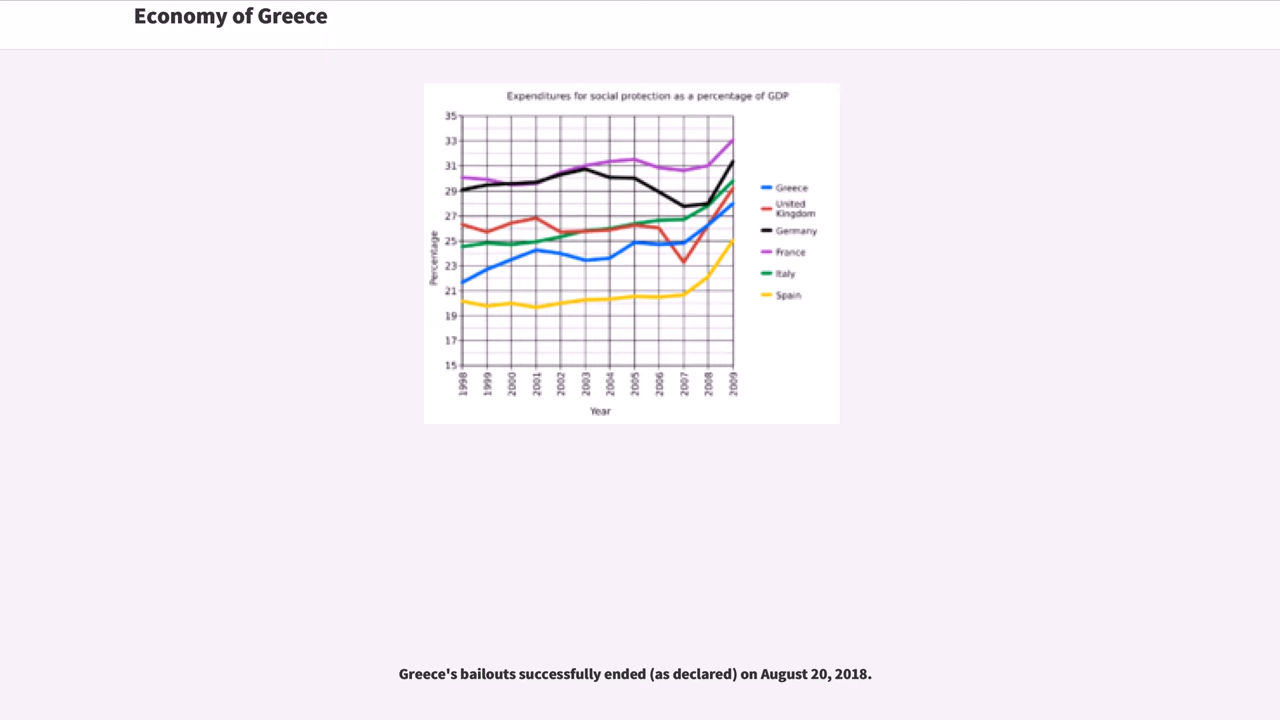 Economy of Greece
Expenditures for social protection as a percentage of GDP
35
33
31
29
27
25
23
21
19
17
15
Percentage
1998
1999
2000
2001
2002
2003
2004
2005
2006
2007
2008
2009
Year
Greece
United
Kingdom
Germany
France
Italy
Spain
Greece's bailouts successfully ended (as declared) on August 20, 2018.